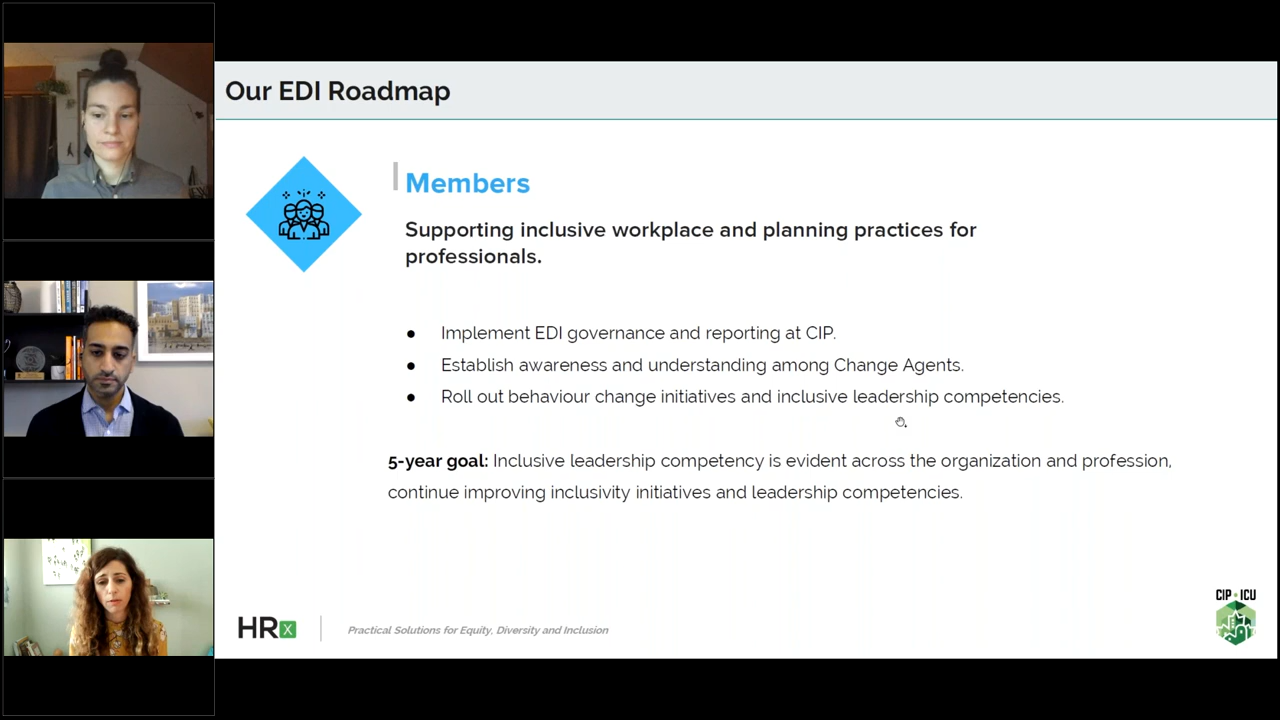 Our EDI Roadmap
Members
Supporting inclusive workplace and planning practices for
professionals.
● Implement EDI governance and reporting at CIP.
● Establish awareness and understanding among Change Agents.
● Roll out behaviour change initiatives and inclusive leadership competencies.
5-year goal: Inclusive leadership competency is evident across the organization and profession,
continue improving inclusivity initiatives and leadership competencies.
HRx
Practical Solutions for Equity, Diversity and Inclusion
CIP·ICU